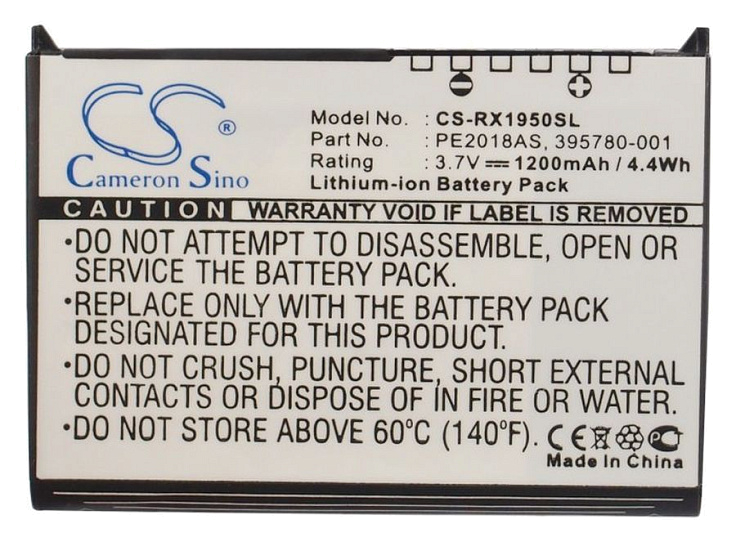 CS®
Cameron Sino
Model No. : CS-RX1950SL
Part No. : PE2018AS, 395780-001
Rating : 3.7V 1200mAh / 4.4Wh
Lithium-ion Battery Pack
CAUTION WARRANTY VOID IF LABEL IS REMOVED
•DO NOT ATTEMPT TO DISASSEMBLE, OPEN OR
SERVICE THE BATTERY PACK.
•REPLACE ONLY WITH THE BATTERY PACK
DESIGNATED FOR THIS PRODUCT.
•DO NOT CRUSH, PUNCTURE, SHORT EXTERNAL
CONTACTS OR DISPOSE OF IN FIRE OR WATER.
•DO NOT STORE ABOVE 60°C (140°F). CE
Made In China